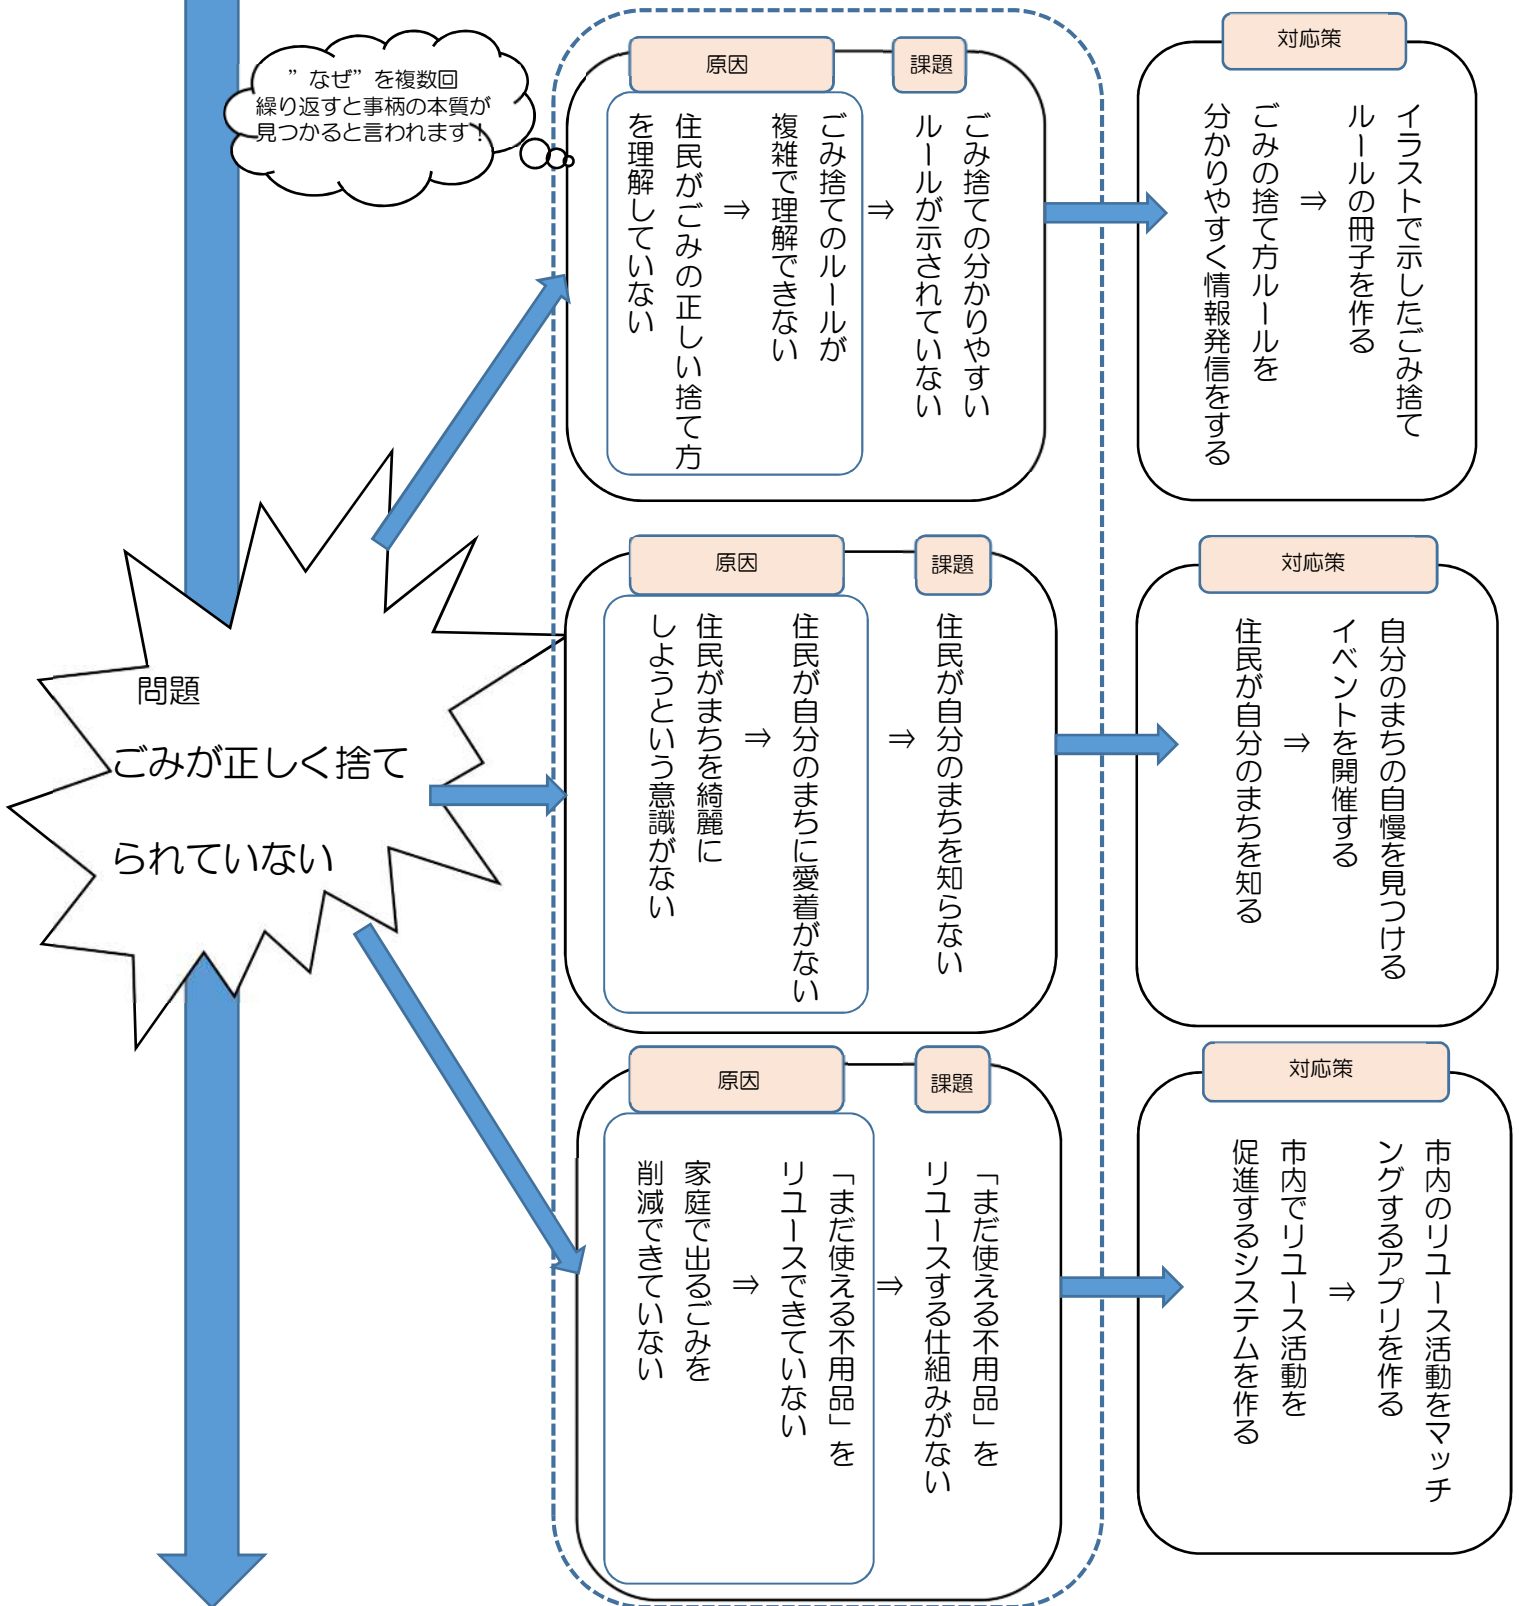 ”なぜ”を複数回
繰り返すと事柄の本質が
見つかると言われます！
問題
ごみが正しく捨て
られていない
原因
課題
住民がごみの正しい捨て方
を理解していない
⇒
ごみ捨てのルールが
複雑で理解できない
⇒
ごみ捨ての分かりやすい
ルールが示されていない
対応策
ごみの捨て方ルールを
分かりやすく情報発信をする
⇒
イラストで示したごみ捨て
ルールの冊子を作る
原因
課題
住民がまちを綺麗に
しようという意識がない
⇒
住民が自分のまちに愛着がない
⇒
住民が自分のまちを知らない
対応策
住民が自分のまちを知る
⇒
自分のまちの自慢を見つける
イベントを開催する
原因
課題
家庭で出るごみを
削減できていない
⇒
「まだ使える不用品」を
リユースできていない
⇒
「まだ使える不用品」を
リユースする仕組みがない
対応策
市内でリユース活動を
促進するシステムを作る
⇒
市内のリユース活動をマッチ
ングするアプリを作る